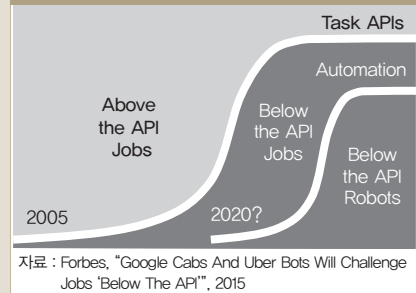 Task APIs
Automation
Above
the API
Jobs
Below
the API
Jobs
Below
the API
Robots
2005
2020?
자료 : Forbes, “Google Cabs And Uber Bots Will Challenge
Jobs ‘Below The API’”, 2015